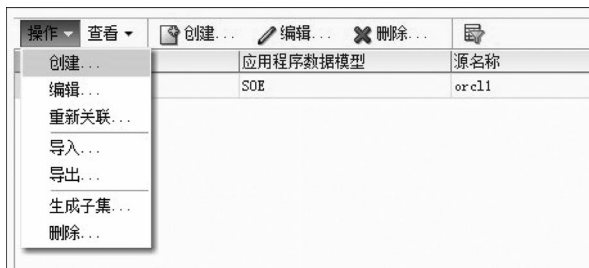 操作 查看 创建... 编辑... 删除...
应用程序数据模型 源名称
SOE orcl1
创建...
编辑...
重新关联...
导入...
导出...
生成子集...
删除...